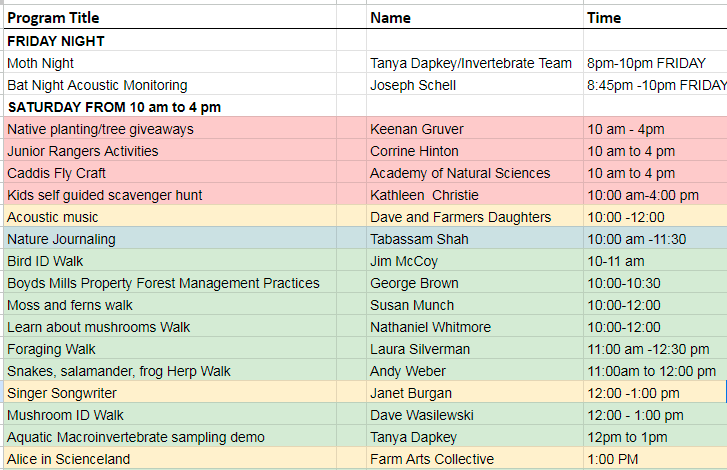 Program Title Name Time
FRIDAY NIGHT
Moth Night Tanya Dapkey/Invertebrate Team 8pm-10pm FRIDAY
Bat Night Acoustic Monitoring Joseph Schell 8:45pm -10pm FRIDAY
SATURDAY FROM 10 am to 4 pm
Native planting/tree giveaways Keenan Gruver 10 am - 4pm
Junior Rangers Activities Corrine Hinton 10 am to 4 pm
Caddis Fly Craft Academy of Natural Sciences 10 am to 4 pm
Kids self guided scavenger hunt Kathleen  Christie 10:00 am-4:00 pm
Acoustic music Dave and Farmers Daughters 10:00 -12:00
Nature Journaling Tabassam Shah 10:00 am -11:30
Bird ID Walk Jim McCoy 10-11 am
Boyds Mills Property Forest Management Practices George Brown 10:00-10:30
Moss and ferns walk Susan Munch 10:00-12:00
Learn about mushrooms Walk Nathaniel Whitmore 10:00-12:00
Foraging Walk Laura Silverman 11:00 am -12:30 pm
Snakes, salamander, frog Herp Walk Andy Weber 11:00am to 12:00 pm
Singer Songwriter Janet Burgan 12:00 -1:00 pm
Mushroom ID Walk Dave Wasilewski 12:00 - 1:00 pm
Aquatic Macroinvertebrate sampling demo Tanya Dapkey 12pm to 1pm
Alice in Scienceland Farm Arts Collective 1:00 PM